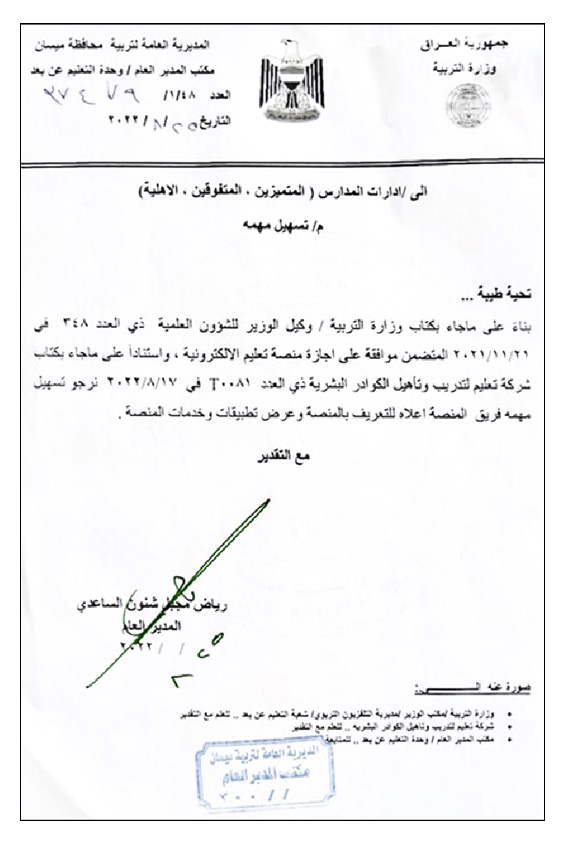 جمهورية العـــراق
وزارة التربية
المديرية العامة لتربية محافظة ميسان
مكتب المدير العام / وحدة التعليم عن بعد
العدد ٣٧٤٧٩ /١/٤٨
التاريخ ٢٥/ ٨/ ٢٠٢٢
الى /ادارات المدارس ( المتميزين ، المتفوقين ، الاهلية)
م/ تسهيل مهمه
تحية طيبة ...
بناءً على ماجاء بكتاب وزارة التربية / وكيل الوزير للشؤون العلمية ذي العدد ٣٤٨ في
٢٠٢١/١١/٢١ المتضمن موافقة على اجازة منصة تعليم الالكترونية ، واستناداً على ماجاء بكتاب
شركة تعليم لتدريب وتأهيل الكوادر البشرية ذي العدد T٠٠٨١ في ٢٠٢٢/٨/١٧ نرجو تسهيل
مهمه فريق المنصة اعلاه للتعريف بالمنصة وعرض تطبيقات وخدمات المنصة .
مع التقدير
رياض مجبل شنون الساعدي
المدير العام
٢٠٢٢/ / ٢٥
٨
صورة عنه الـــــــــى:
• وزارة التربية /مكتب الوزير /مديرية التلفزيون التربوي/ شعبة التعليم عن بعد .. للعلم مع التقدير
• شركة تعليم لتدريب وتاهيل الكوادر البشريه .. للعلم مع التقدير
• مكتب المدير العام / وحدة التعليم عن بعد .. للمتابعة
المديرية العامة لتربية ميسان
مكتب المدير العام